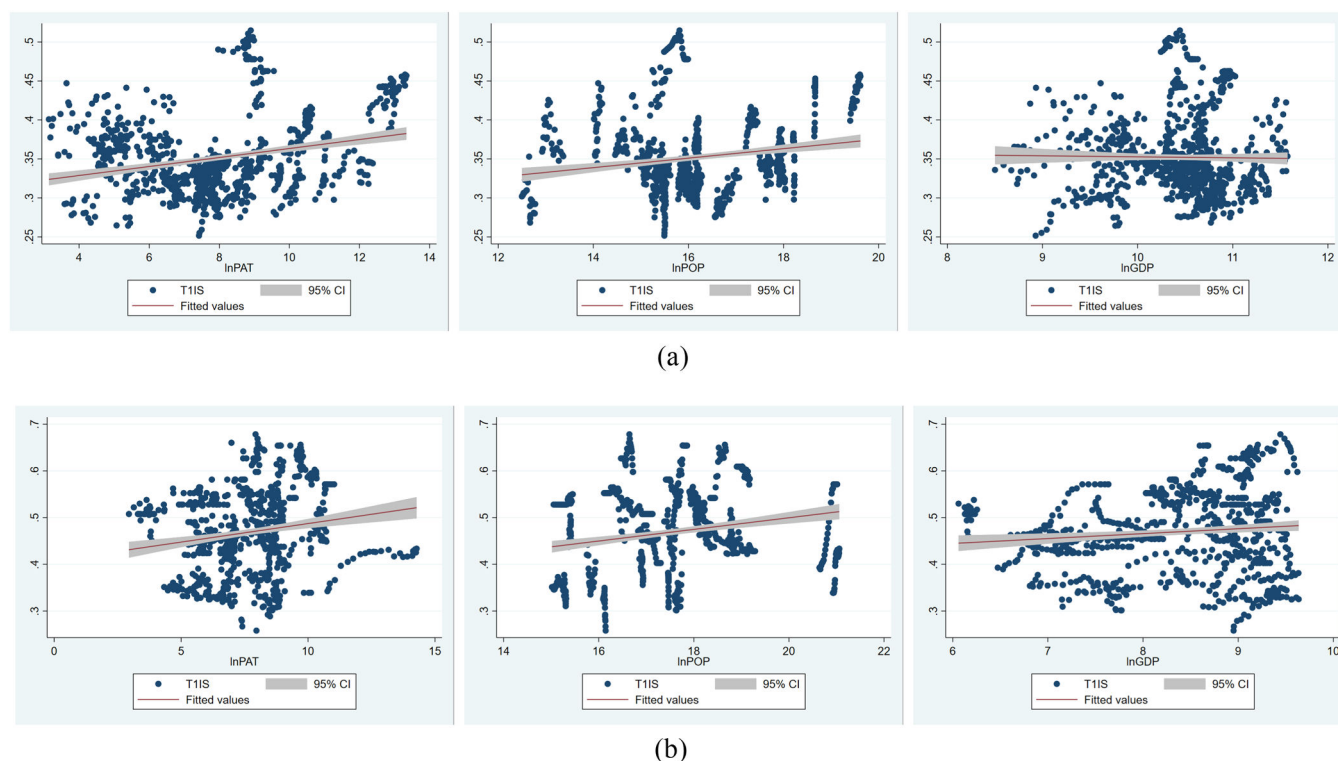 .5
.45
.4
.35
.3
.25
4 6 8 10 12 14
lnPAT
T1IS 95% CI
Fitted values
.5
.45
.4
.35
.3
.25
12 14 16 18 20
lnPOP
T1IS 95% CI
Fitted values
.5
.45
.4
.35
.3
.25
8 9 10 11 12
lnGDP
T1IS 95% CI
Fitted values
(a)
.7
.6
.5
.4
.3
0 5 10 15
lnPAT
T1IS 95% CI
Fitted values
.7
.6
.5
.4
.3
14 16 18 20 22
lnPOP
T1IS 95% CI
Fitted values
.7
.6
.5
.4
.3
6 7 8 9 10
lnGDP
T1IS 95% CI
Fitted values
(b)